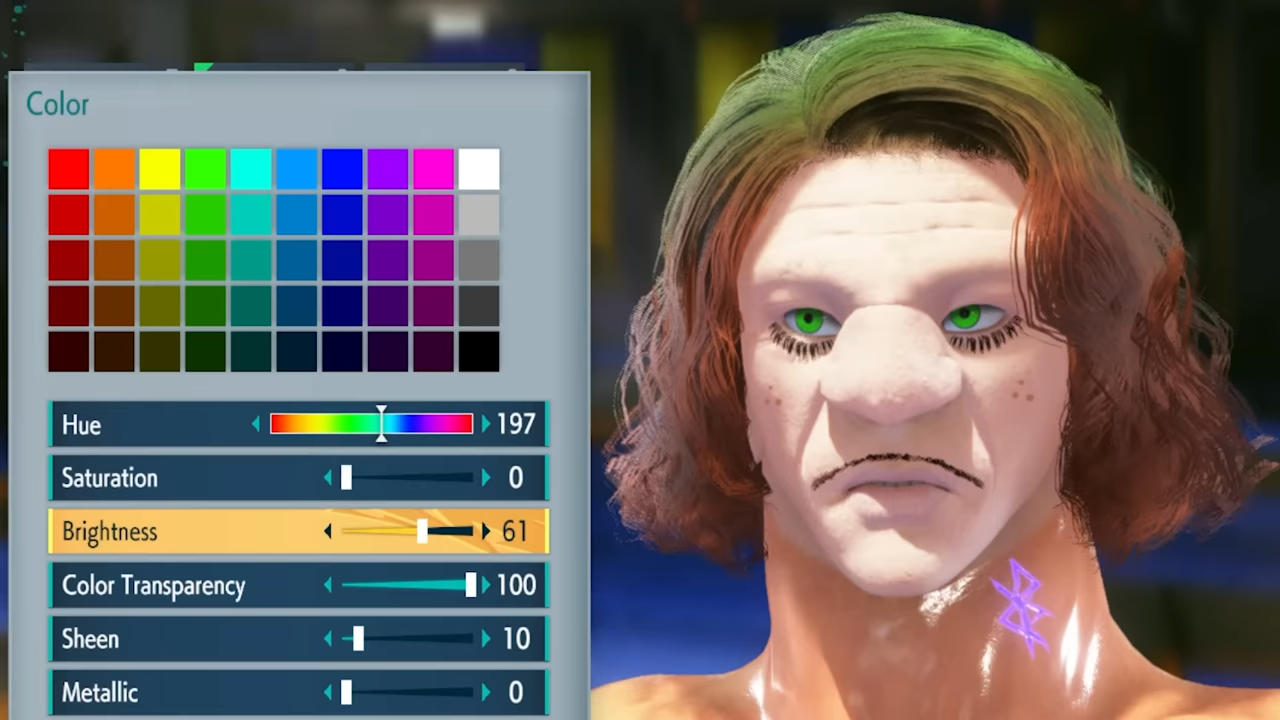 Color
Hue 197
Saturation 0
Brightness 61
Color Transparency 100
Sheen 10
Metallic 0